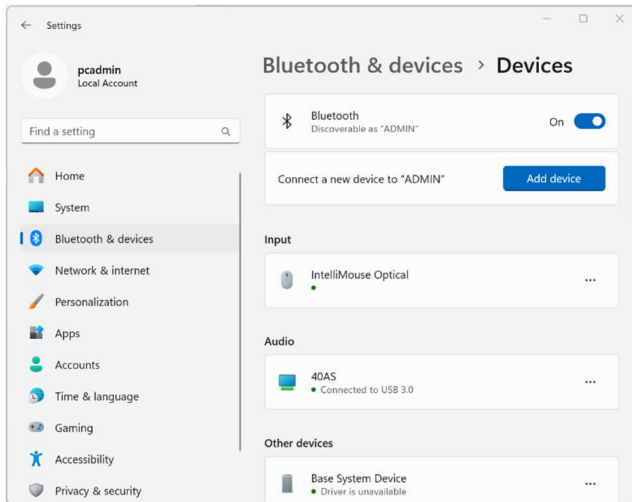 Settings
pcadmin
Local Account
Find a setting
Home
System
Bluetooth & devices
Network & internet
Personalization
Apps
Accounts
Time & language
Gaming
Accessibility
Privacy & security
Bluetooth & devices > Devices
Bluetooth
Discoverable as "ADMIN"
On
Connect a new device to "ADMIN"
Add device
Input
IntelliMouse Optical
Audio
40AS
Connected to USB 3.0
Other devices
Base System Device
Driver is unavailable